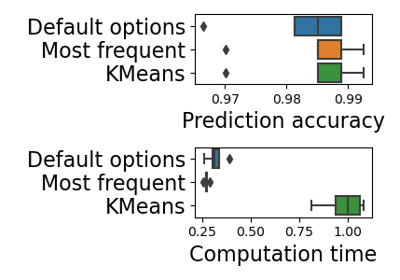 Default options
Most frequent
KMeans
0.97 0.98 0.99
Prediction accuracy
Default options
Most frequent
KMeans
0.25 0.50 0.75 1.00
Computation time